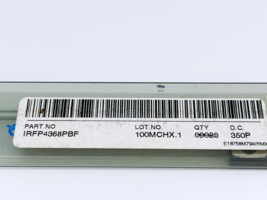 PART NO LOT NO. QTY D.C.
IRFP4368PBF 100MCHX.1 00025 350P